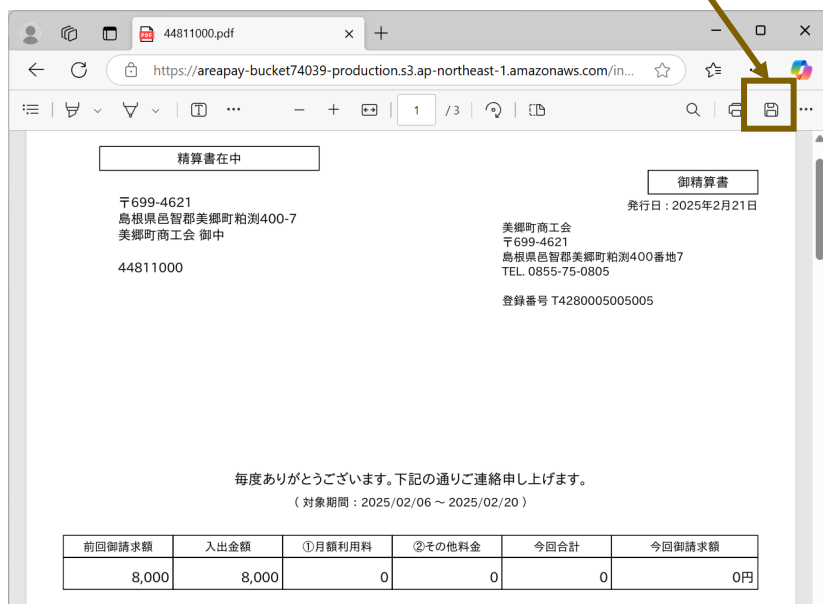 44811000.pdf
https://areapay-bucket74039-production.s3.ap-northeast-1.amazonaws.com/in...
1 / 3
精算書在中
御精算書
発行日：2025年2月21日
〒699-4621
島根県邑智郡美郷町粕渕400-7
美郷町商工会 御中
44811000
美郷町商工会
〒699-4621
島根県邑智郡美郷町粕渕400番地7
TEL. 0855-75-0805
登録番号 T4280005005005
毎度ありがとうございます。下記の通りご連絡申し上げます。
( 対象期間：2025/02/06 ～ 2025/02/20 )
前回御請求額 入出金額 ①月額利用料 ②その他料金 今回合計 今回御請求額
8,000 8,000 0 0 0 0円